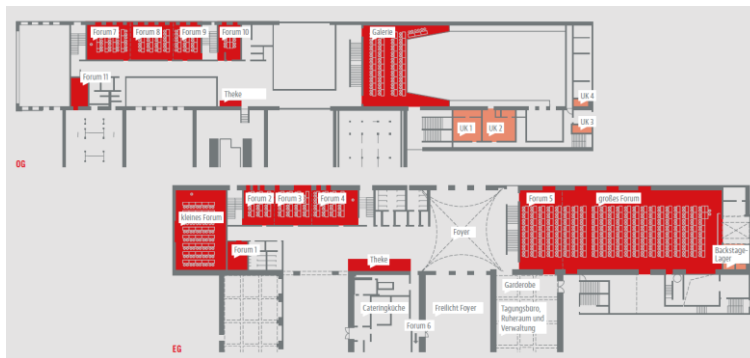 Forum 7
Forum 8
Forum 9
Forum 10
Galerie
Forum 11
Theke
UK 4
UK 1
UK 2
UK 3
OG
Forum 2
Forum 3
Forum 4
Forum 5
großes Forum
kleines Forum
Foyer
Forum 1
Backstage-
Lager
Theke
Garderobe
Cateringküche
Freilicht Foyer
Tagungsbüro,
Ruheraum und
Verwaltung
Forum 6
EG